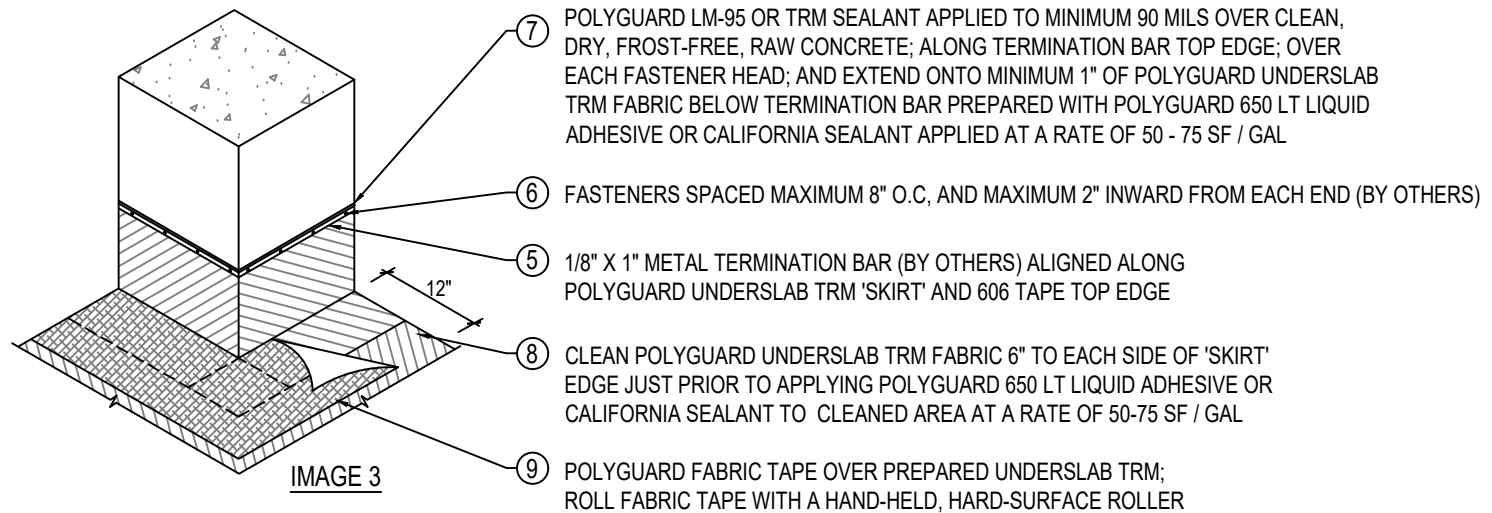 7 POLYGUARD LM-95 OR TRM SEALANT APPLIED TO MINIMUM 90 MILS OVER CLEAN,
DRY, FROST-FREE, RAW CONCRETE; ALONG TERMINATION BAR TOP EDGE; OVER
EACH FASTENER HEAD; AND EXTEND ONTO MINIMUM 1" OF POLYGUARD UNDERSLAB
TRM FABRIC BELOW TERMINATION BAR PREPARED WITH POLYGUARD 650 LT LIQUID
ADHESIVE OR CALIFORNIA SEALANT APPLIED AT A RATE OF 50 - 75 SF / GAL
6 FASTENERS SPACED MAXIMUM 8" O.C, AND MAXIMUM 2" INWARD FROM EACH END (BY OTHERS)
5 1/8" X 1" METAL TERMINATION BAR (BY OTHERS) ALIGNED ALONG
POLYGUARD UNDERSLAB TRM 'SKIRT' AND 606 TAPE TOP EDGE
12"
8 CLEAN POLYGUARD UNDERSLAB TRM FABRIC 6" TO EACH SIDE OF 'SKIRT'
EDGE JUST PRIOR TO APPLYING POLYGUARD 650 LT LIQUID ADHESIVE OR
CALIFORNIA SEALANT TO CLEANED AREA AT A RATE OF 50-75 SF / GAL
9 POLYGUARD FABRIC TAPE OVER PREPARED UNDERSLAB TRM;
ROLL FABRIC TAPE WITH A HAND-HELD, HARD-SURFACE ROLLER
IMAGE 3